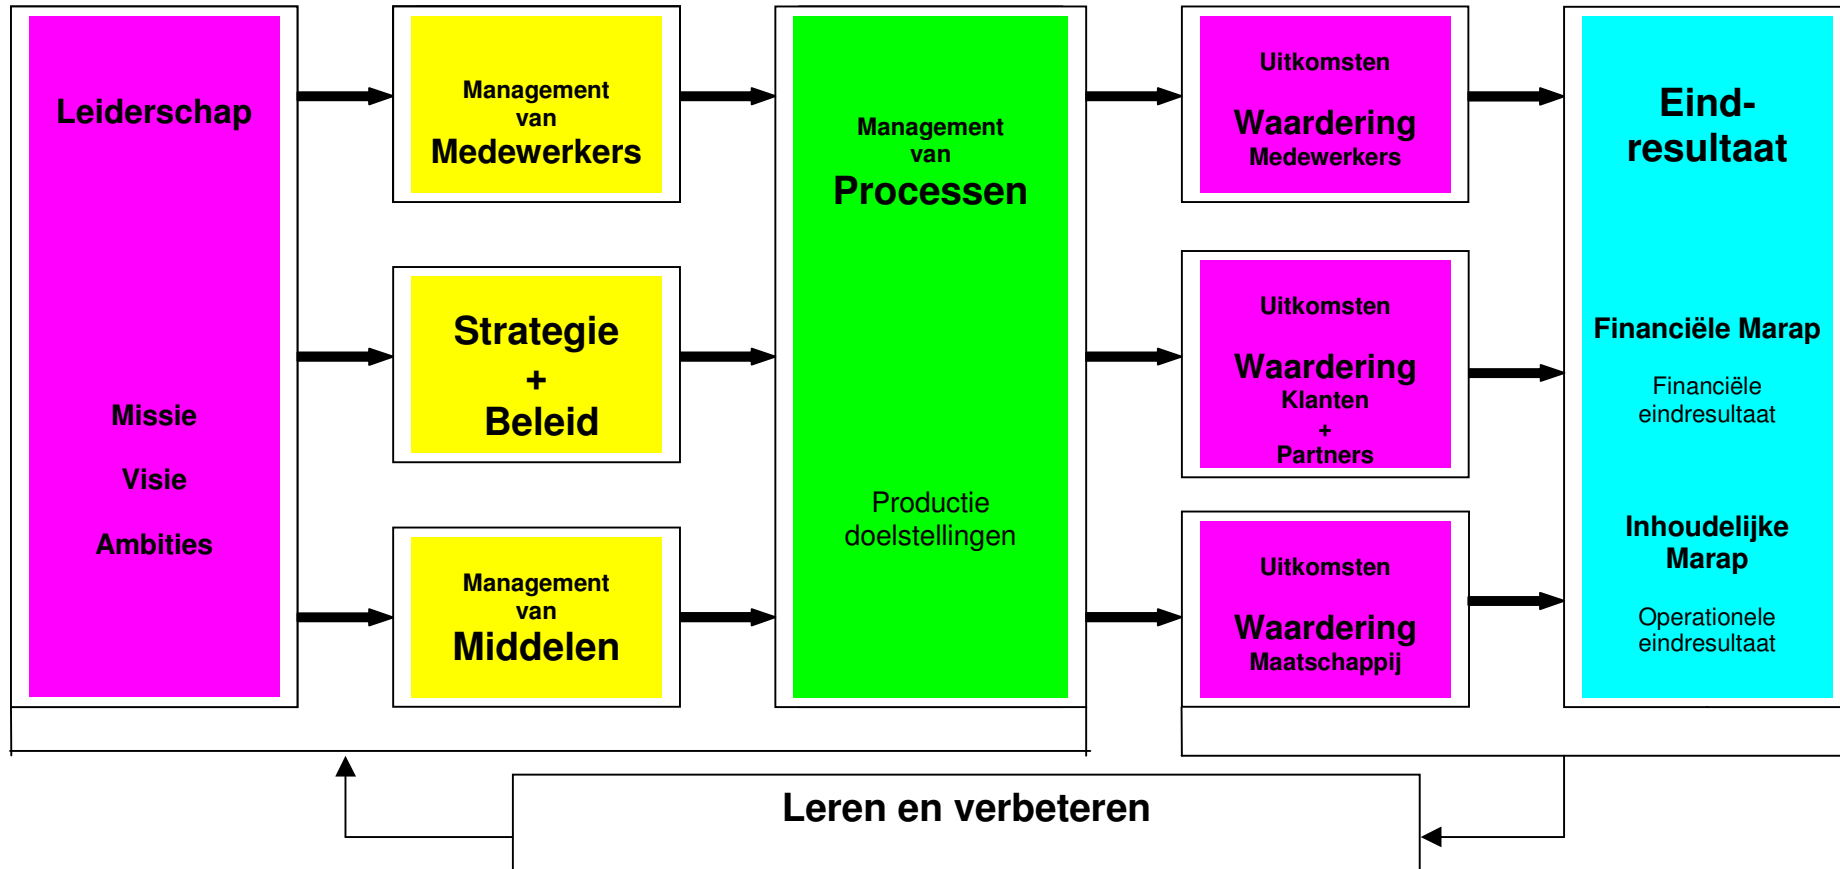 Leiderschap
Missie
Visie
Ambities
Management
van
Medewerkers
Strategie
+
Beleid
Management
van
Middelen
Management
van
Processen
Productie
doelstellingen
Uitkomsten
Waardering
Medewerkers
Uitkomsten
Waardering
Klanten
+
Partners
Uitkomsten
Waardering
Maatschappij
Eind-
resultaat
Financiële Marap
Financiële
eindresultaat
Inhoudelijke
Marap
Operationele
eindresultaat
Leren en verbeteren